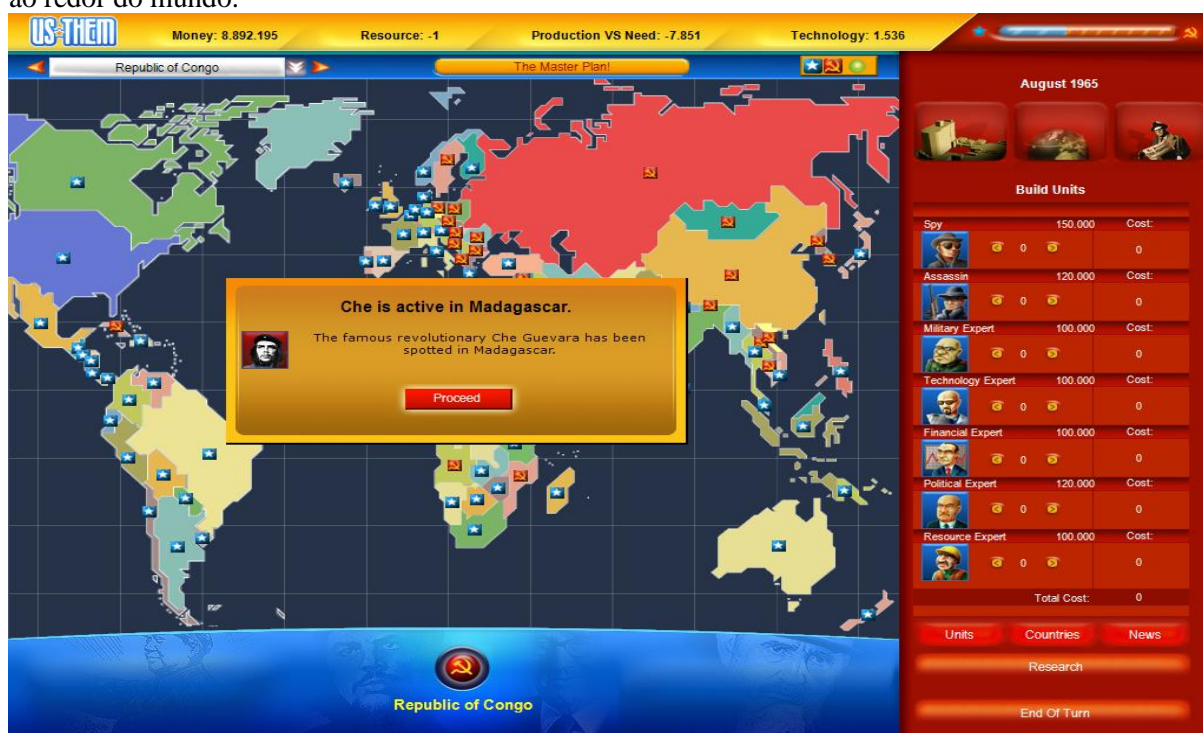 ao redor do mundo.
US&THEM
Money: 8.892.195
Resource: -1
Production VS Need: -7.851
Technology: 1.536
Republic of Congo
The Master Plan!
August 1965
Build Units
Spy 150.000 Cost:
0 0
Assassin 120.000 Cost:
0 0
Military Expert 100.000 Cost:
0 0
Technology Expert 100.000 Cost:
0 0
Financial Expert 100.000 Cost:
0 0
Political Expert 120.000 Cost:
0 0
Resource Expert 100.000 Cost:
0 0
Total Cost: 0
Units Countries News
Research
End Of Turn
Che is active in Madagascar.
The famous revolutionary Che Guevara has been
spotted in Madagascar.
Proceed
Republic of Congo